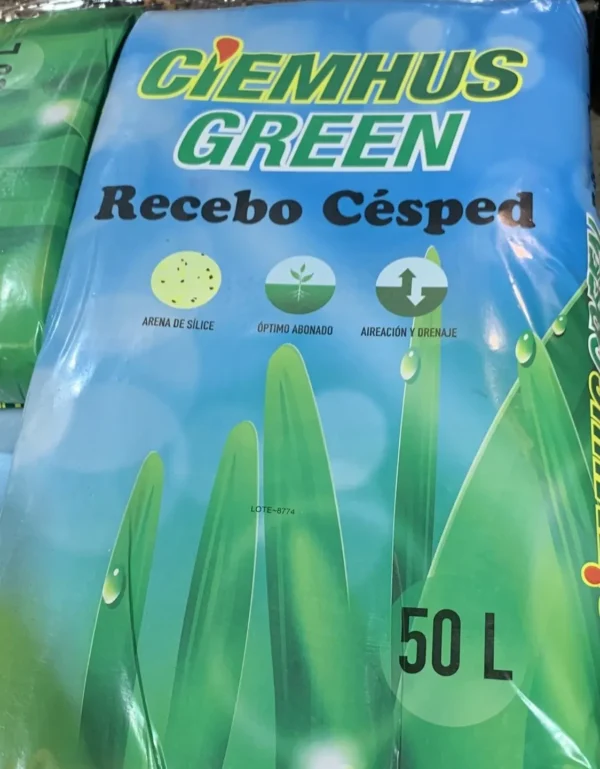 CIEMHUS
GREEN
Recebo Césped
ARENA DE SÍLICE
ÓPTIMO ABONADO
AIREACIÓN Y DRENAJE
LOTE-8774
50 L